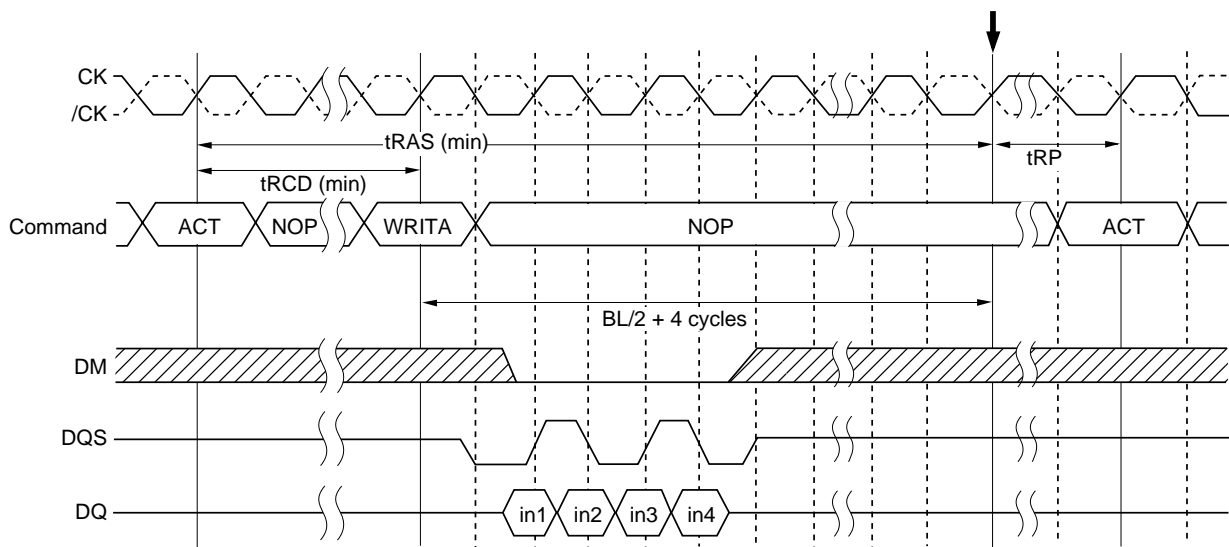 CK
/CK
tRAS (min)
tRP
tRCD (min)
Command ACT NOP WRITA NOP ACT
BL/2 + 4 cycles
DM
DQS
DQ in1 in2 in3 in4